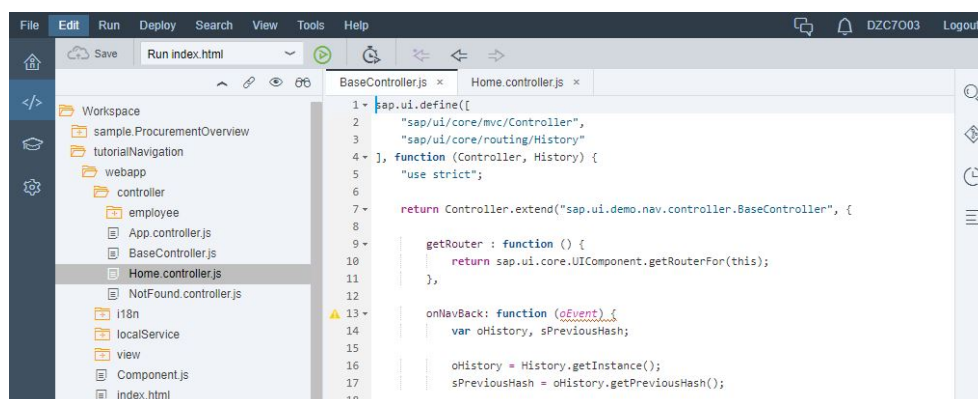 File Edit Run Deploy Search View Tools Help DZC7O03 Logout
Save Run index.html
BaseController.js × Home.controller.js ×
Workspace
sample.ProcurementOverview
tutorialNavigation
webapp
controller
employee
App.controller.js
BaseController.js
Home.controller.js
NotFound.controller.js
i18n
localService
view
Component.js
index.html
1 sap.ui.define([
2 "sap/ui/core/mvc/Controller",
3 "sap/ui/core/routing/History"
4 ], function (Controller, History) {
5 "use strict";
6
7 return Controller.extend("sap.ui.demo.nav.controller.BaseController", {
8
9 getRouter : function () {
10 return sap.ui.core.UIComponent.getRouterFor(this);
11 },
12
13 onNavBack: function (oEvent) {
14 var oHistory, sPreviousHash;
15
16 oHistory = History.getInstance();
17 sPreviousHash = oHistory.getPreviousHash();